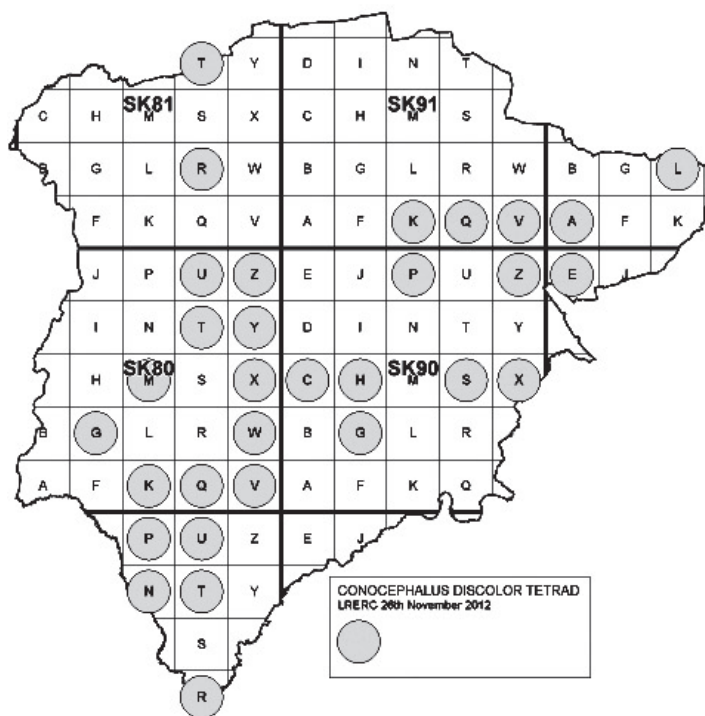 T Y D I N T
SK81 SK91
C H M S X C H M S
B G L R W B G L R W B G L
F K Q V A F K Q V A F K
J P U Z E J P U Z E J
I N T Y D I N T Y
H M S X C H M S X
SK80 SK90
B G L R W B G L R
A F K Q V A F K Q
P U Z E J
N T Y
CONOCEPHALUS DISCOLOR TETRAD
LRERC 26th November 2012
S
R